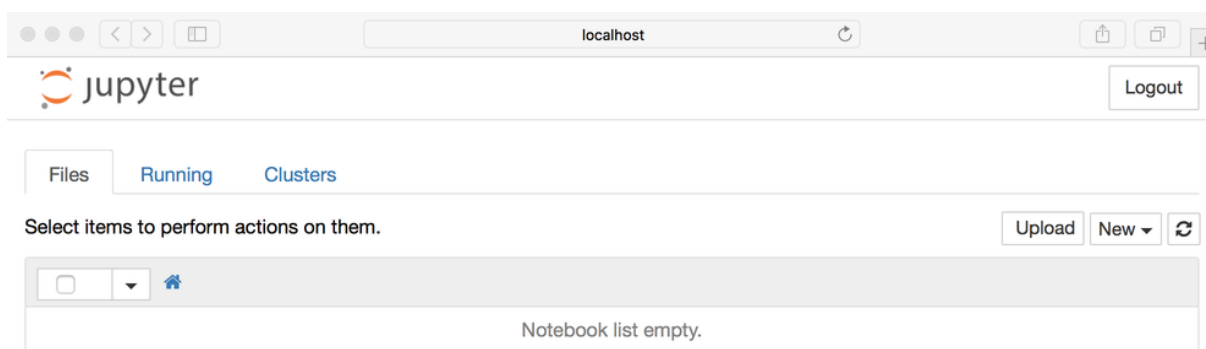 localhost
jupyter
Logout
Files Running Clusters
Select items to perform actions on them.
Upload New
Notebook list empty.